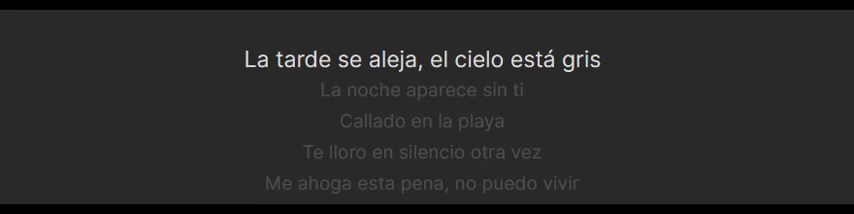 La tarde se aleja, el cielo está gris
La noche aparece sin ti
Callado en la playa
Te lloro en silencio otra vez
Me ahoga esta pena, no puedo vivir